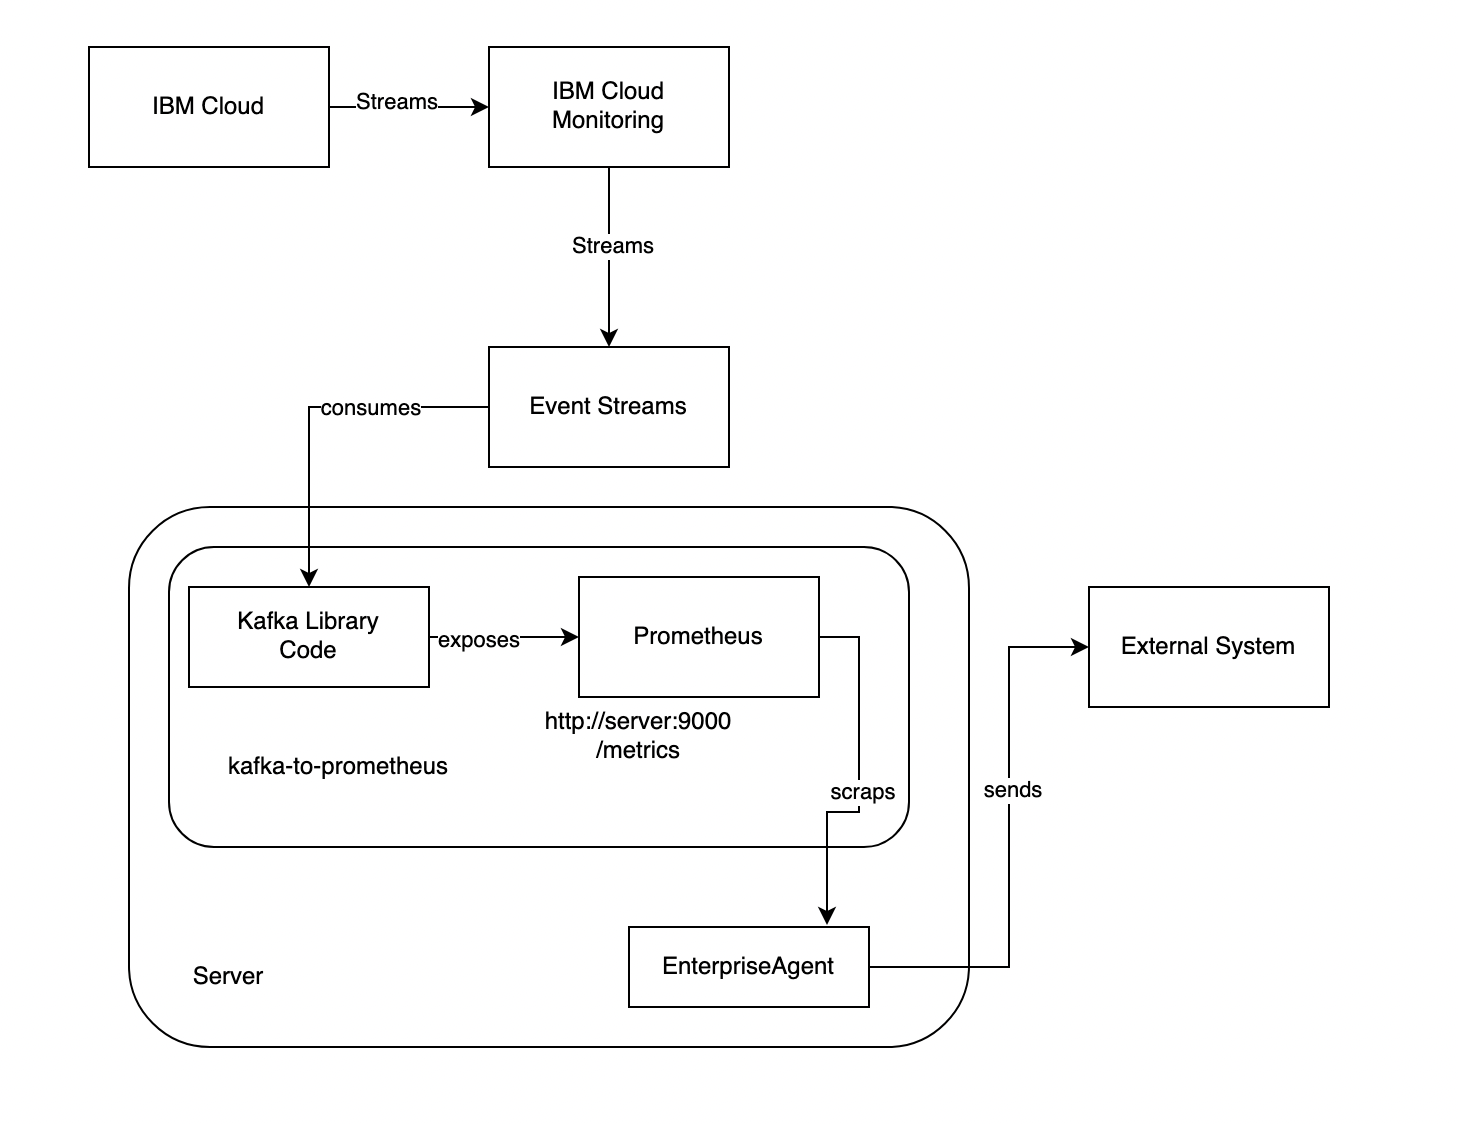 IBM Cloud
Streams
IBM Cloud
Monitoring
Streams
Event Streams
consumes
Kafka Library
Code
exposes
Prometheus
http://server:9000
/metrics
kafka-to-prometheus
scraps
EnterpriseAgent
Server
sends
External System